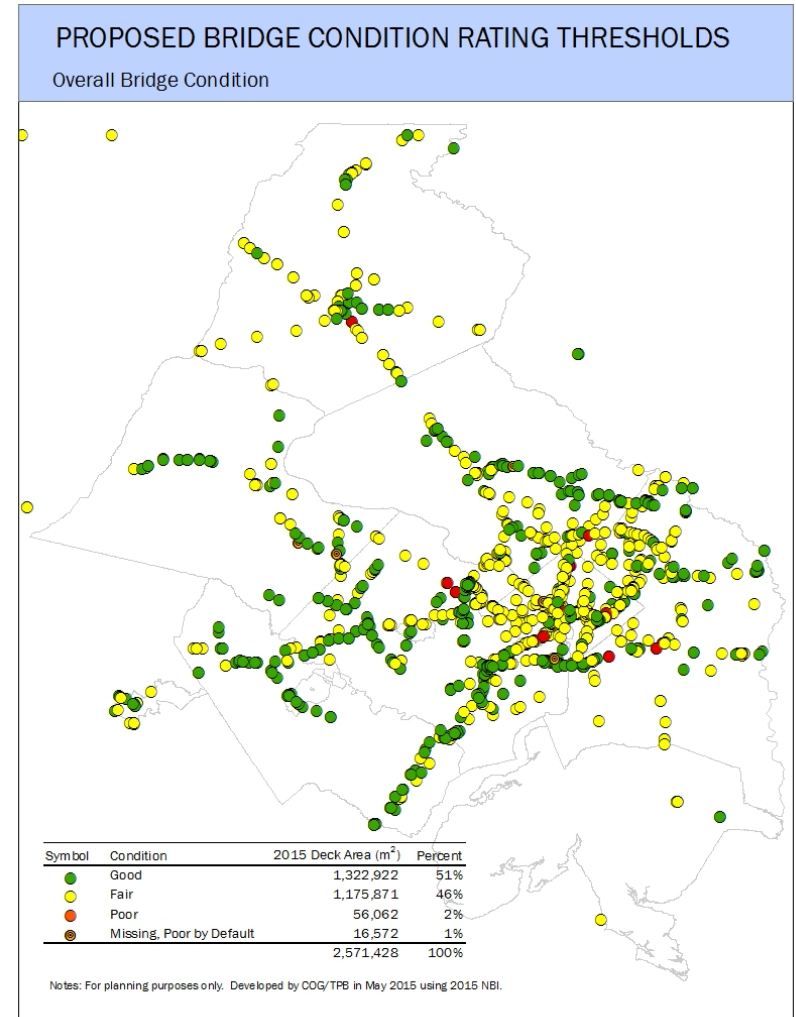 PROPOSED BRIDGE CONDITION RATING THRESHOLDS
Overall Bridge Condition
Symbol Condition 2015 Deck Area (m²) Percent
Good 1,322,922 51%
Fair 1,175,871 46%
Poor 56,062 2%
Missing, Poor by Default 16,572 1%
2,571,428 100%
Notes: For planning purposes only. Developed by COG/TPB in May 2015 using 2015 NBI.